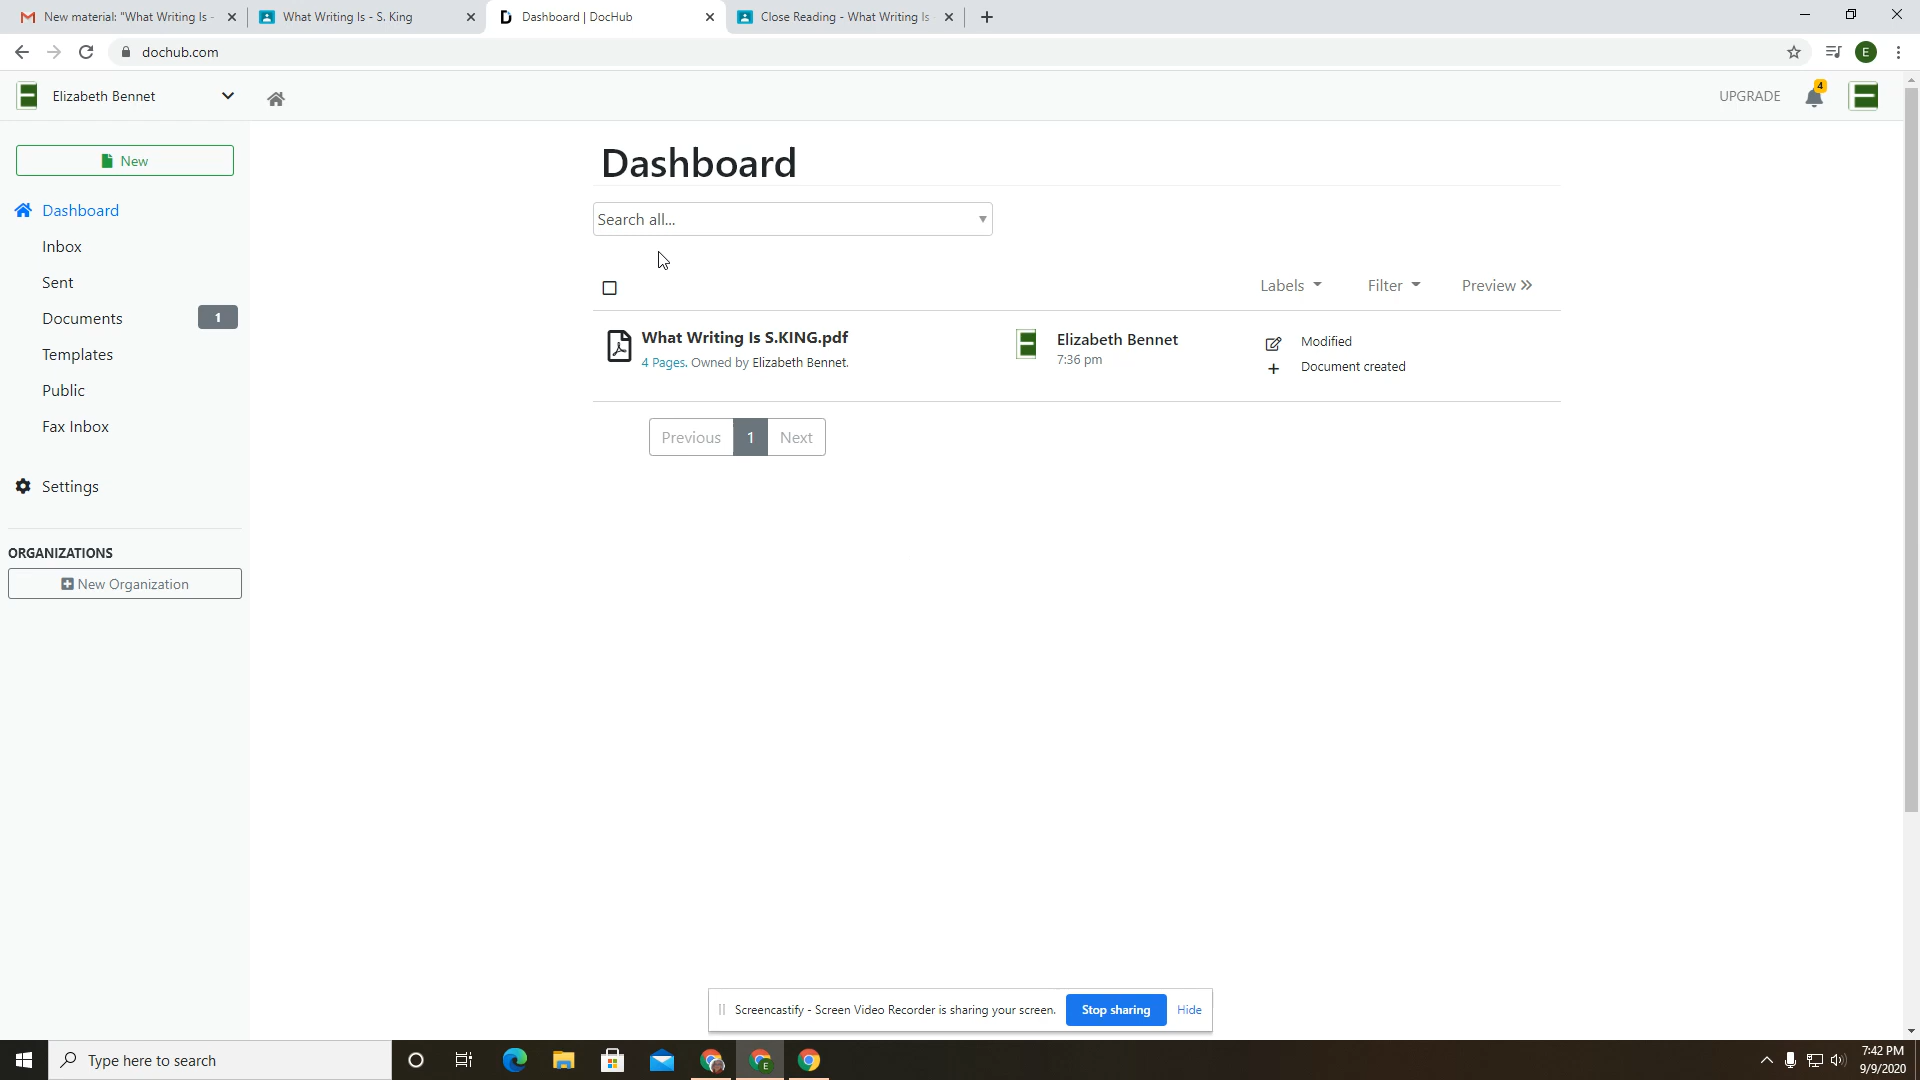 New material: "What Writing Is -
What Writing Is - S. King
Dashboard | DocHub
Close Reading - What Writing Is
dochub.com
E
Elizabeth Bennet
UPGRADE
4
New
Dashboard
Search all...
Dashboard
Inbox
Sent
Documents 1
Templates
Public
Fax Inbox
Settings
ORGANIZATIONS
New Organization
Labels
Filter
Preview »
What Writing Is S.KING.pdf
4 Pages. Owned by Elizabeth Bennet.
Elizabeth Bennet
7:36 pm
Modified
Document created
Previous 1 Next
Screencastify - Screen Video Recorder is sharing your screen.
Stop sharing
Hide
Type here to search
E
7:42 PM
9/9/2020